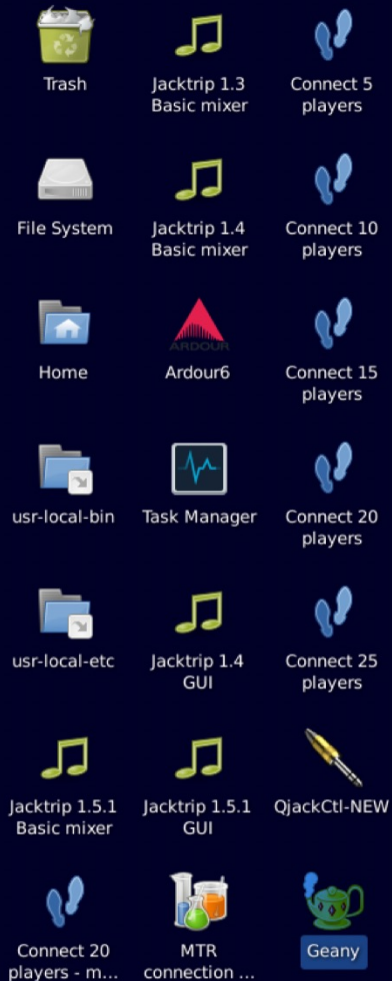 Trash
Jacktrip 1.3
Basic mixer
Connect 5
players
File System
Jacktrip 1.4
Basic mixer
Connect 10
players
Home
ARDOUR
Ardour6
Connect 15
players
usr-local-bin
Task Manager
Connect 20
players
usr-local-etc
Jacktrip 1.4
GUI
Connect 25
players
Jacktrip 1.5.1
Basic mixer
Jacktrip 1.5.1
GUI
QjackCtl-NEW
Connect 20
players - m...
MTR
connection ...
Geany